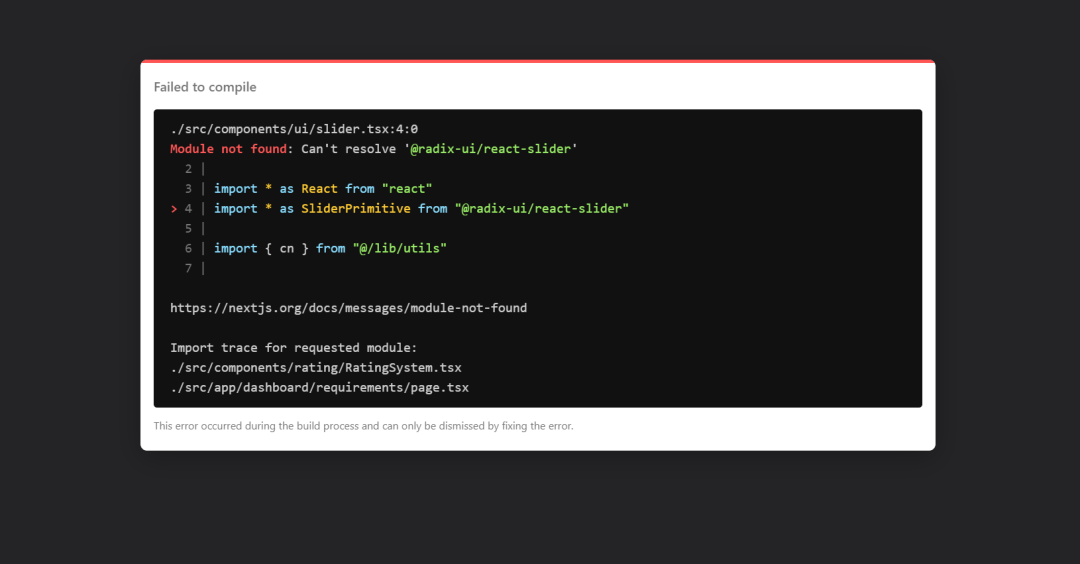 Failed to compile
./src/components/ui/slider.tsx:4:0
Module not found: Can't resolve '@radix-ui/react-slider'
2 |
3 | import * as React from "react"
> 4 | import * as SliderPrimitive from "@radix-ui/react-slider"
5 |
6 | import { cn } from "@/lib/utils"
7 |
https://nextjs.org/docs/messages/module-not-found
Import trace for requested module:
./src/components/rating/RatingSystem.tsx
./src/app/dashboard/requirements/page.tsx
This error occurred during the build process and can only be dismissed by fixing the error.